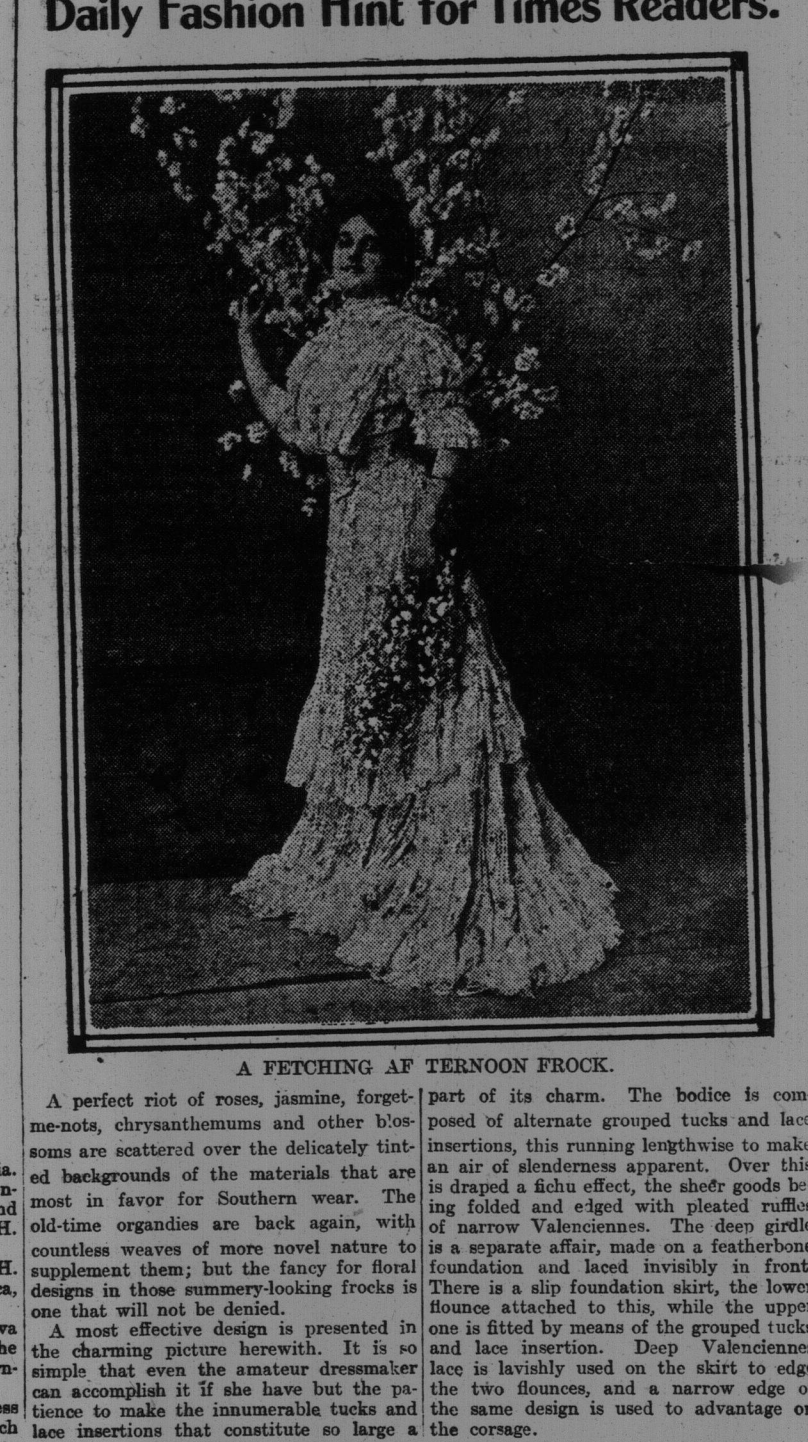 Daily Fashion Hint for Times Readers.
A FETCHING AF TERNOON FROCK.
A perfect riot of roses, jasmine, forget-
me-nots, chrysanthemums and other blos-
soms are scattered over the delicately tint-
ed backgrounds of the materials that are
most in favor for Southern wear. The
old-time organdies are back again, with
countless weaves of more novel nature to
supplement them; but the fancy for floral
designs in those summery-looking frocks is
one that will not be denied.
A most effective design is presented in
the charming picture herewith. It is so
simple that even the amateur dressmaker
can accomplish it if she have but the pa-
tience to make the innumerable tucks and
lace insertions that constitute so large a
part of its charm. The bodice is com
posed of alternate grouped tucks and lace
insertions, this running lengthwise to make
an air of slenderness apparent. Over this
is draped a fichu effect, the sheer goods be
ing folded and edged with pleated ruffles
of narrow Valenciennes. The deep girdle
is a separate affair, made on a featherbone
foundation and laced invisibly in front
There is a slip foundation skirt, the lower
flounce attached to this, while the upper
one is fitted by means of the grouped tucks
and lace insertion. Deep Valencienne
lace is lavishly used on the skirt to edge
the two flounces, and a narrow edge o
the same design is used to advantage on
the corsage.